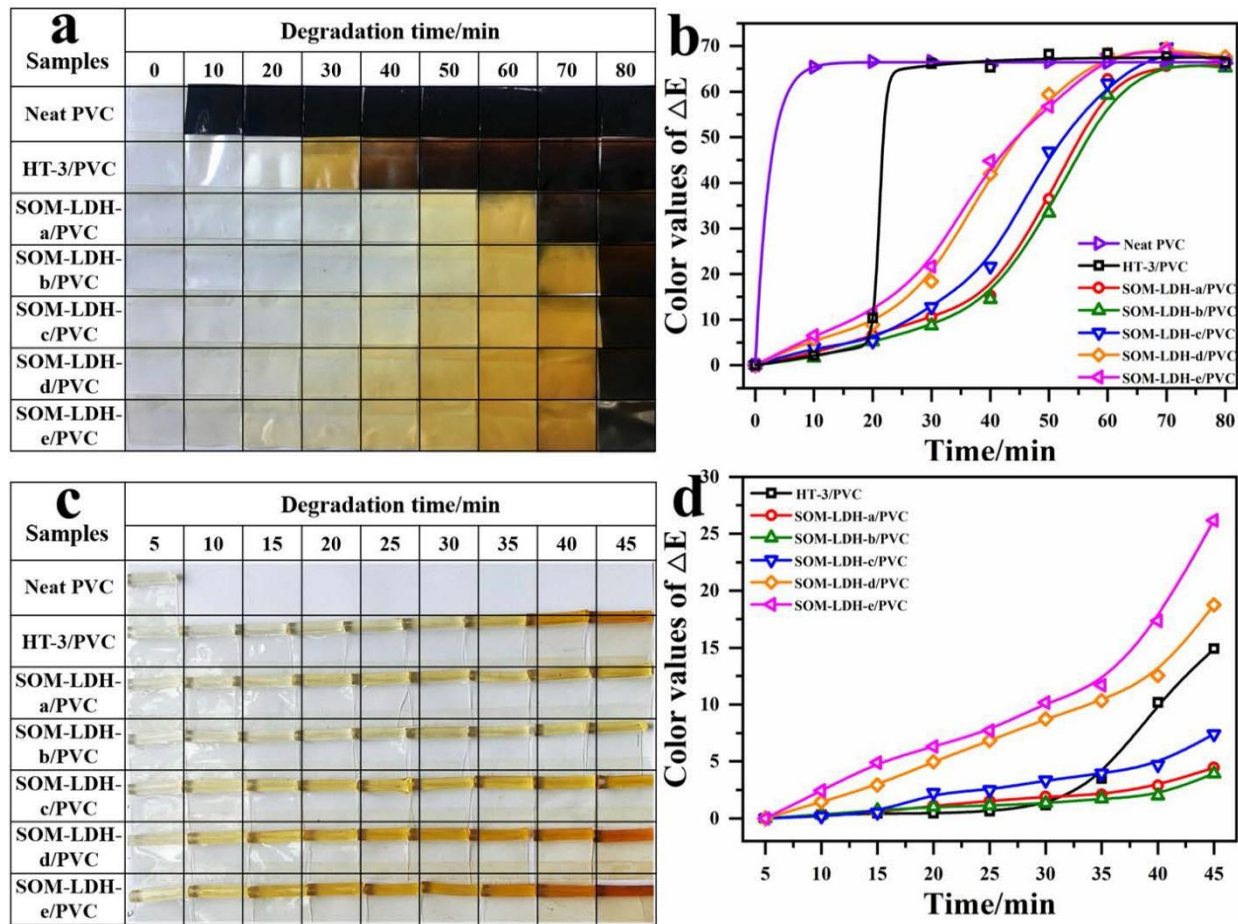 a
Samples
Degradation time/min
0 10 20 30 40 50 60 70 80
Neat PVC
HT-3/PVC
SOM-LDH-
a/PVC
SOM-LDH-
b/PVC
SOM-LDH-
c/PVC
SOM-LDH-
d/PVC
SOM-LDH-
e/PVC
b
Color values of △E
70
60
50
40
30
20
10
0
Neat PVC
HT-3/PVC
SOM-LDH-a/PVC
SOM-LDH-b/PVC
SOM-LDH-c/PVC
SOM-LDH-d/PVC
SOM-LDH-e/PVC
0 10 20 30 40 50 60 70 80
Time/min
c
Samples
Degradation time/min
5 10 15 20 25 30 35 40 45
Neat PVC
HT-3/PVC
SOM-LDH-
a/PVC
SOM-LDH-
b/PVC
SOM-LDH-
c/PVC
SOM-LDH-
d/PVC
SOM-LDH-
e/PVC
d
Color values of △E
30
25
20
15
10
5
0
HT-3/PVC
SOM-LDH-a/PVC
SOM-LDH-b/PVC
SOM-LDH-c/PVC
SOM-LDH-d/PVC
SOM-LDH-e/PVC
5 10 15 20 25 30 35 40 45
Time/min